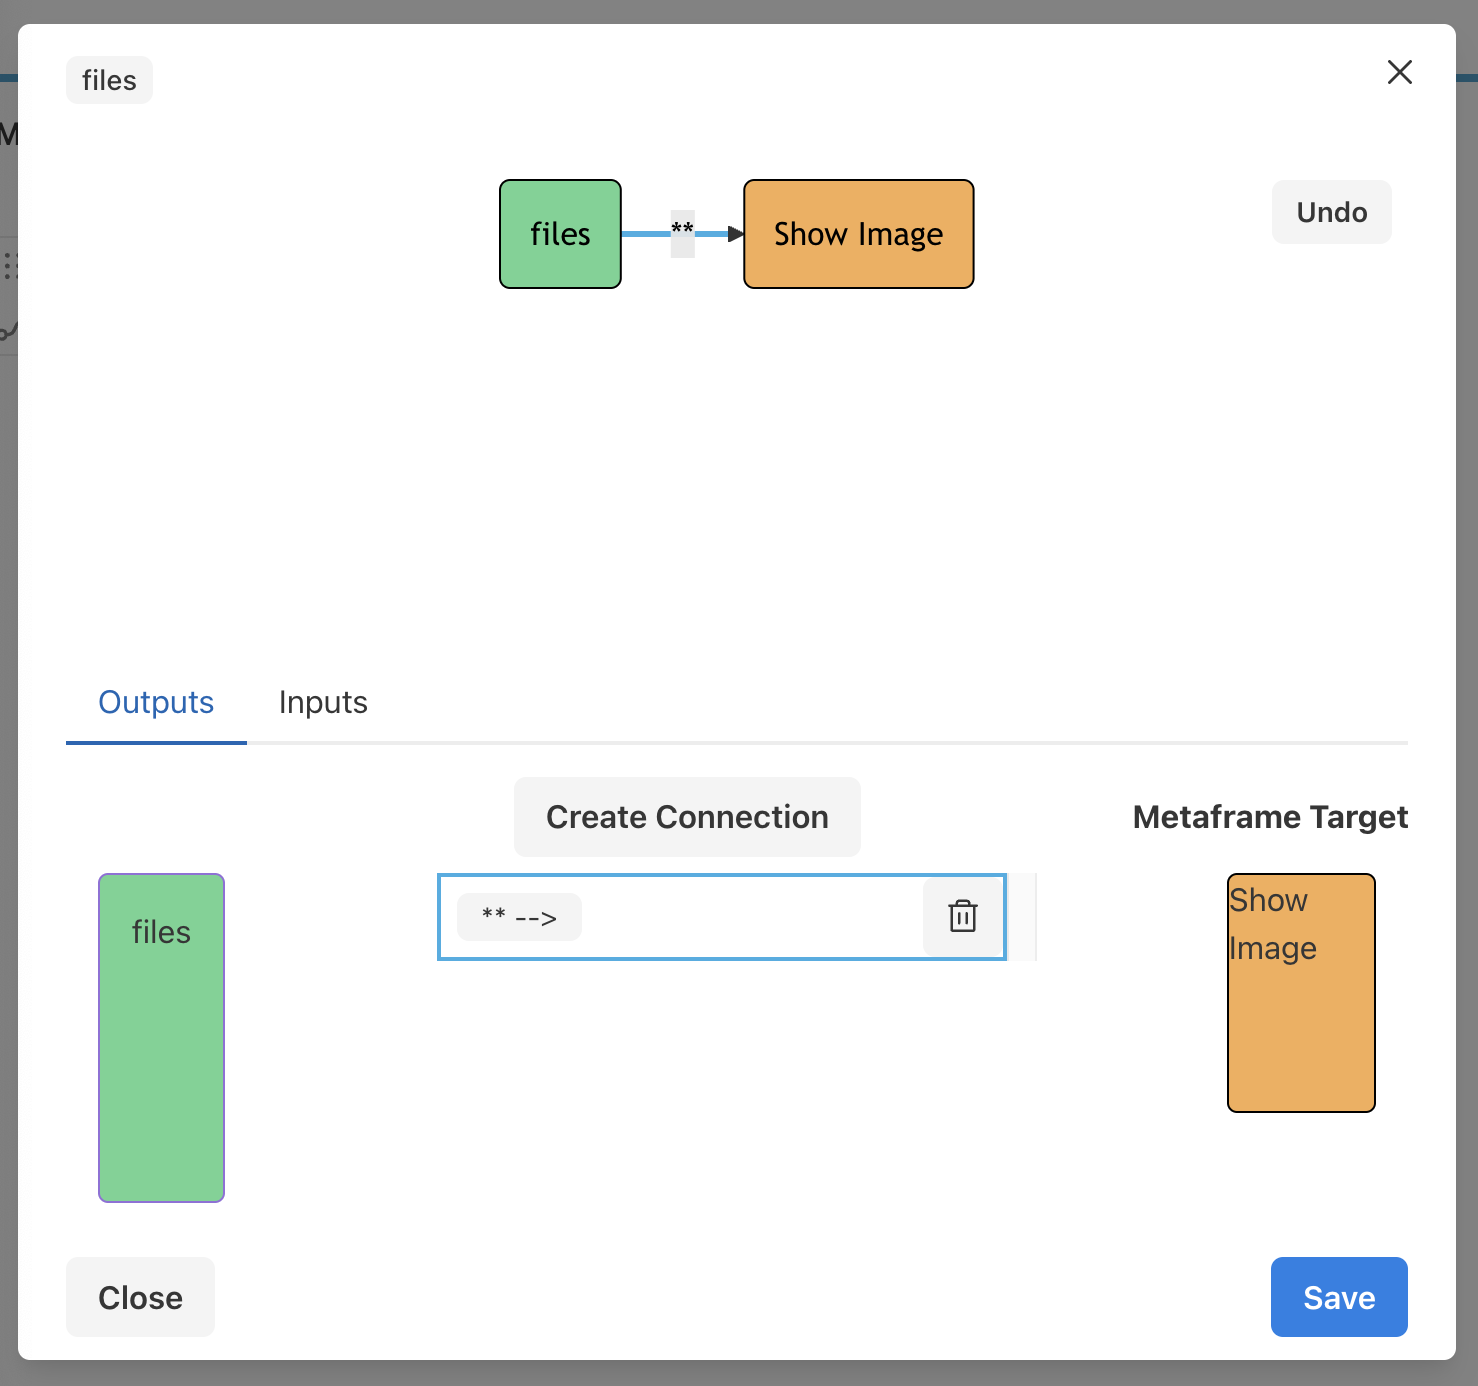 files
M
files
**
Show Image
Undo
Outputs
Inputs
Create Connection
Metaframe Target
files
** -->
Show
Image
Close
Save